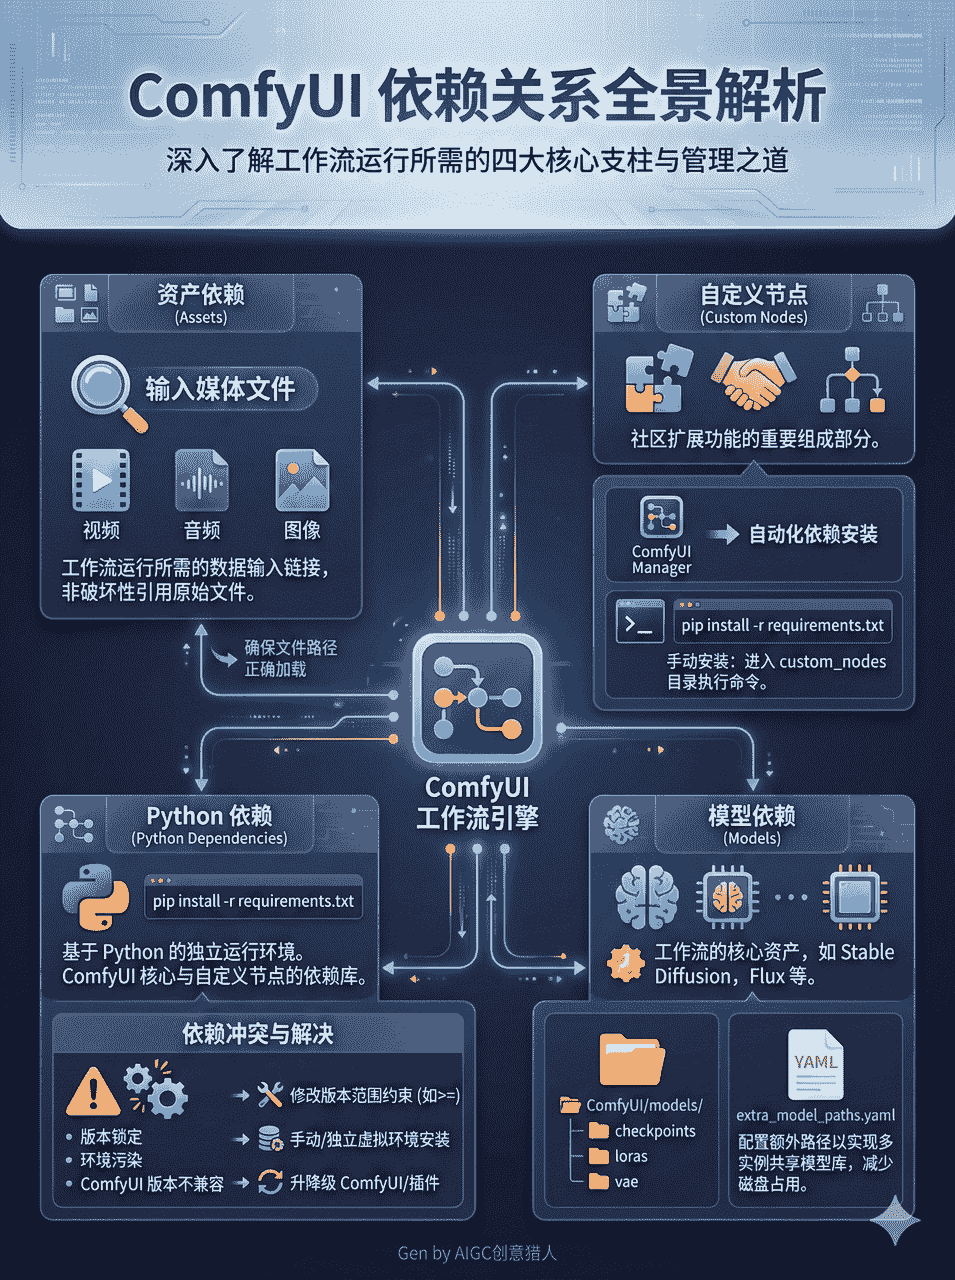 ComfyUI 依赖关系全景解析
深入了解工作流运行所需的四大核心支柱与管理之道
资产依赖
(Assets)
输入媒体文件
视频
音频
图像
工作流运行所需的数据输入链接，
非破坏性引用原始文件。
确保文件路径
正确加载
自定义节点
(Custom Nodes)
社区扩展功能的重要组成部分。
ComfyUI
Manager
自动化依赖安装
pip install -r requirements.txt
手动安装：进入 custom_nodes
目录执行命令。
ComfyUI
工作流引擎
Python 依赖
(Python Dependencies)
pip install -r requirements.txt
基于 Python 的独立运行环境。
ComfyUI 核心与自定义节点的依赖库。
依赖冲突与解决
• 版本锁定
• 环境污染
• ComfyUI 版本不兼容
修改版本范围约束 (如>=)
手动/独立虚拟环境安装
升降级 ComfyUI/插件
模型依赖
(Models)
工作流的核心资产，如 Stable
Diffusion，Flux 等。
ComfyUI/models/
checkpoints
loras
vae
YAML
extra_model_paths.yaml
配置额外路径以实现多
实例共享模型库，减少
磁盘占用。
Gen by AIGC创意猎人